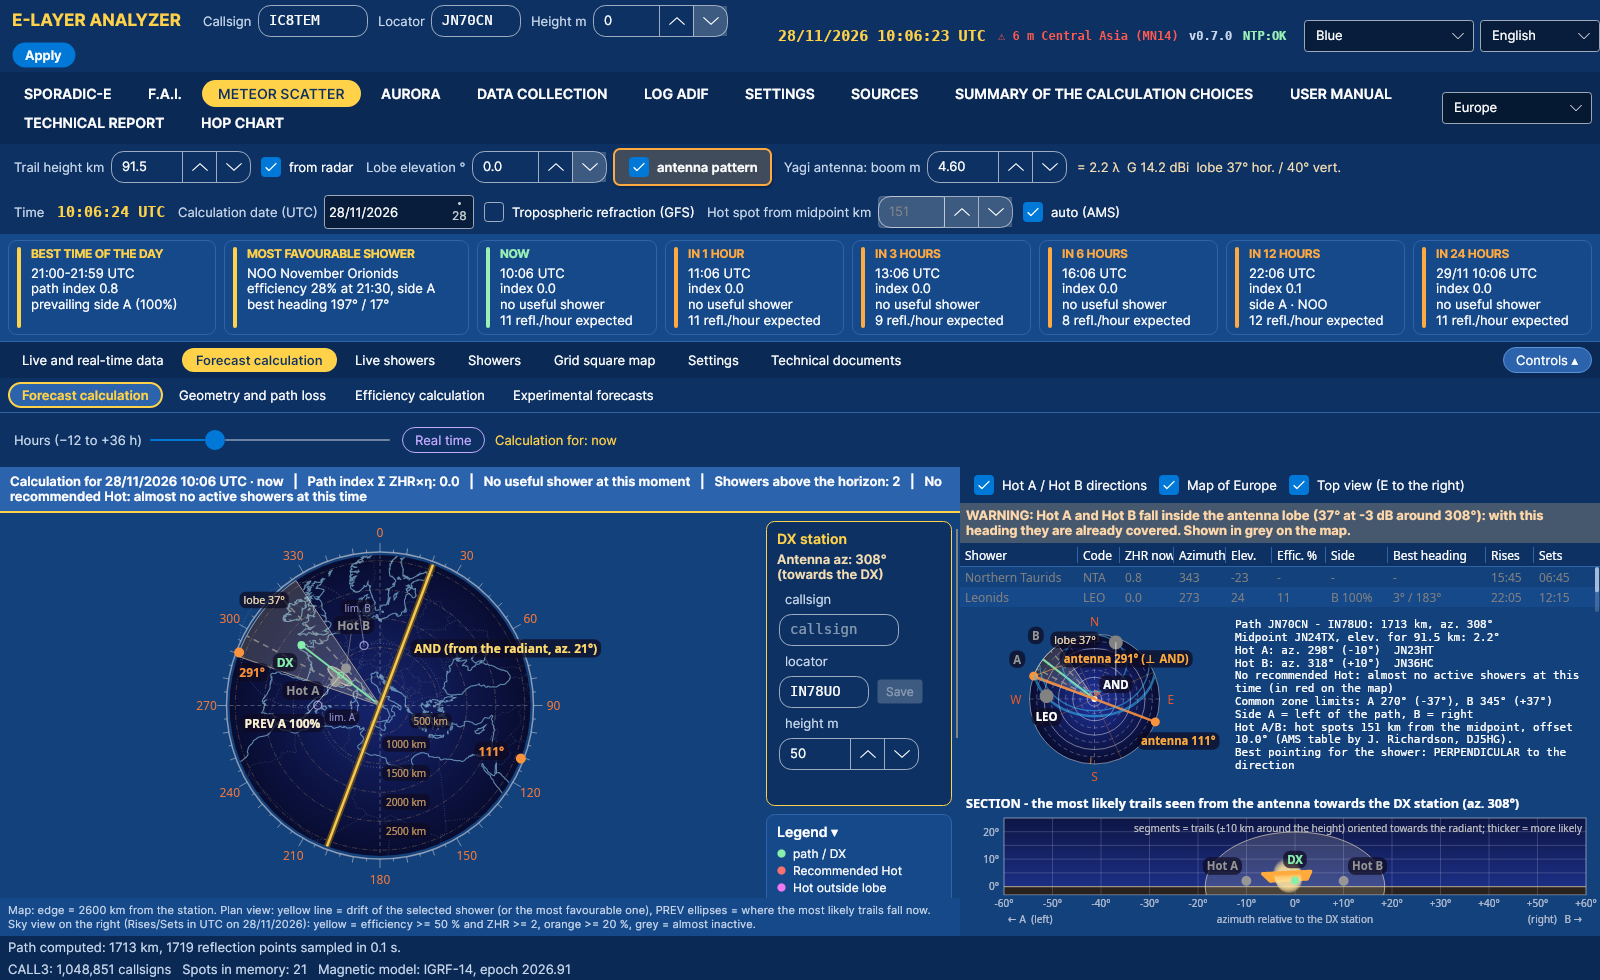 E-LAYER ANALYZER Callsign IC8TEM Locator JN70CN Height m 0
28/11/2026 10:06:23 UTC ⚠ 6 m Central Asia (MN14) v0.7.0 NTP:OK Blue English
Apply
SPORADIC-E F.A.I. METEOR SCATTER AURORA DATA COLLECTION LOG ADIF SETTINGS SOURCES SUMMARY OF THE CALCULATION CHOICES USER MANUAL
TECHNICAL REPORT HOP CHART
Europe
Trail height km 91.5 from radar Lobe elevation ° 0.0 antenna pattern Yagi antenna: boom m 4.60 = 2.2 λ G 14.2 dBi lobe 37° hor. / 40° vert.
Time 10:06:24 UTC Calculation date (UTC) 28/11/2026 28 Tropospheric refraction (GFS) Hot spot from midpoint km 151 auto (AMS)
BEST TIME OF THE DAY
21:00-21:59 UTC
path index 0.8
prevailing side A (100%)
MOST FAVOURABLE SHOWER
NOO November Orionids
efficiency 28% at 21:30, side A
best heading 197° / 17°
NOW
10:06 UTC
index 0.0
no useful shower
11 refl./hour expected
IN 1 HOUR
11:06 UTC
index 0.0
no useful shower
11 refl./hour expected
IN 3 HOURS
13:06 UTC
index 0.0
no useful shower
9 refl./hour expected
IN 6 HOURS
16:06 UTC
index 0.0
no useful shower
8 refl./hour expected
IN 12 HOURS
22:06 UTC
index 0.1
side A · NOO
12 refl./hour expected
IN 24 HOURS
29/11 10:06 UTC
index 0.0
no useful shower
11 refl./hour expected
Live and real-time data Forecast calculation Live showers Showers Grid square map Settings Technical documents Controls ▴
Forecast calculation Geometry and path loss Efficiency calculation Experimental forecasts
Hours (−12 to +36 h) Real time Calculation for: now
Calculation for 28/11/2026 10:06 UTC · now | Path index Σ ZHR×η: 0.0 | No useful shower at this moment | Showers above the horizon: 2 | No
recommended Hot: almost no active showers at this time
0
330 30
lobe 37°
lim. B
300 60
Hot B
AND (from the radiant, az. 21°)
DX
291°
Hot A
270 90
lim. A
PREV A 100%
500 km
1000 km
111°
1500 km
240 120
2000 km
2500 km
210 150
180
DX station
Antenna az: 308°
(towards the DX)
callsign
callsign
locator
IN78UO Save
height m
50
Legend ▾
path / DX
Recommended Hot
Hot outside lobe
Map: edge = 2600 km from the station. Plan view: yellow line = drift of the selected shower (or the most favourable one), PREV ellipses = where the most likely trails fall now.
Sky view on the right (Rises/Sets in UTC on 28/11/2026): yellow = efficiency >= 50 % and ZHR >= 2, orange >= 20 %, grey = almost inactive.
Hot A / Hot B directions Map of Europe Top view (E to the right)
WARNING: Hot A and Hot B fall inside the antenna lobe (37° at -3 dB around 308°): with this
heading they are already covered. Shown in grey on the map.
Shower Code ZHR now Azimuth Elev. Effic. % Side Best heading Rises Sets
Northern Taurids NTA 0.8 343 -23 - - - 15:45 06:45
Leonids LEO 0.0 273 24 11 B 100% 3° / 183° 22:05 12:15
N
B lobe 37°
A antenna 291° (⊥ AND)
AND
W E
LEO
antenna 111°
S
Path JN70CN - IN78UO: 1713 km, az. 308°
Midpoint JN24TX, elev. for 91.5 km: 2.2°
Hot A: az. 298° (-10°) JN23HT
Hot B: az. 318° (+10°) JN36HC
No recommended Hot: almost no active showers at this
time (in red on the map)
Common zone limits: A 270° (-37°), B 345° (+37°)
Side A = left of the path, B = right
Hot A/B: hot spots 151 km from the midpoint, offset
10.0° (AMS table by J. Richardson, DJ5HG).
Best pointing for the shower: PERPENDICULAR to the
direction
SECTION - the most likely trails seen from the antenna towards the DX station (az. 308°)
20° segments = trails (±10 km around the height) oriented towards the radiant; thicker = more likely
10° Hot A DX Hot B
0°
-60° -50° -40° -30° -20° -10° 0° +10° +20° +30° +40° +50° +60°
← A (left) azimuth relative to the DX station (right) B →
Path computed: 1713 km, 1719 reflection points sampled in 0.1 s.
CALL3: 1,048,851 callsigns Spots in memory: 21 Magnetic model: IGRF-14, epoch 2026.91